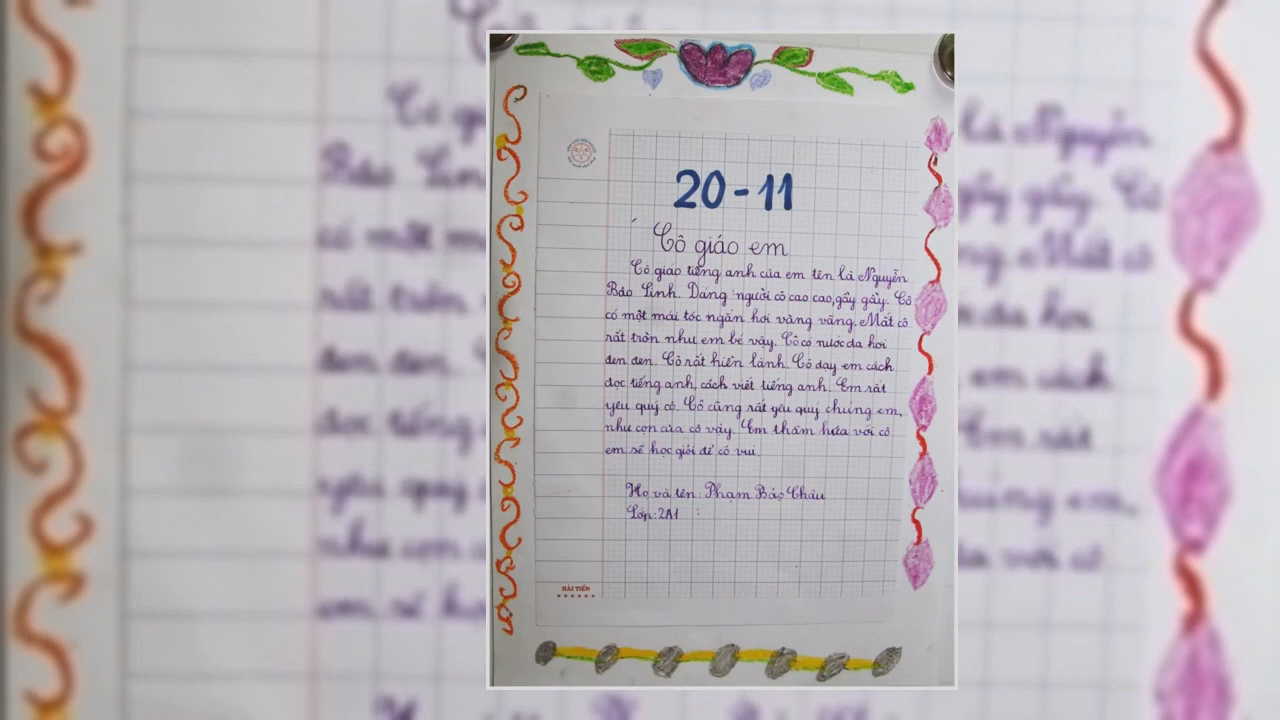 20-11
Cô giáo em
Cô giáo tiếng anh của em tên là Nguyễn
Bảo Linh. Dáng người cô cao cao, gầy gầy. Cô
có một mái tóc ngắn hơi vàng vàng. Mắt cô
rất tròn như em bé vậy. Cô có nước da hơi
đen đen. Cô rất hiền lành. Cô dạy em cách
đọc tiếng anh, cách viết tiếng anh. Em rất
yêu quý cô. Cô cũng rất yêu quý chúng em,
như con của cô vậy. Em thầm hứa với cô
em sẽ học giỏi để cô vui.
Họ và tên: Phạm Bảo Châu
Lớp: 2A1
HẢI TIẾN